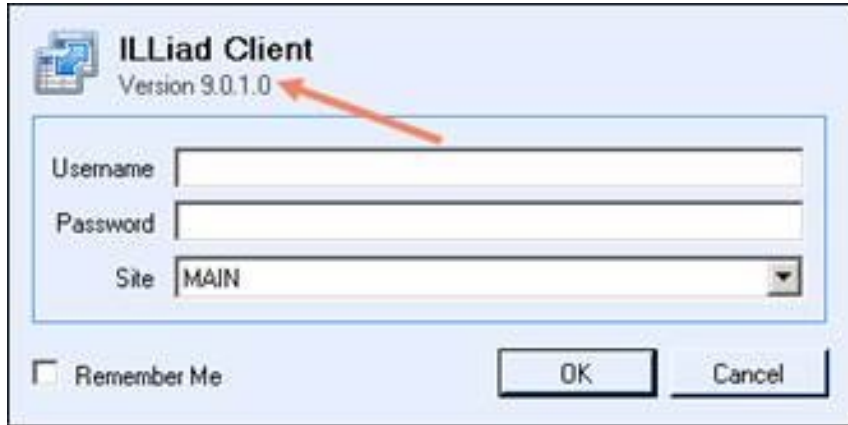 ILLiad Client
Version 9.0.1.0
Username
Password
Site MAIN
Remember Me OK Cancel